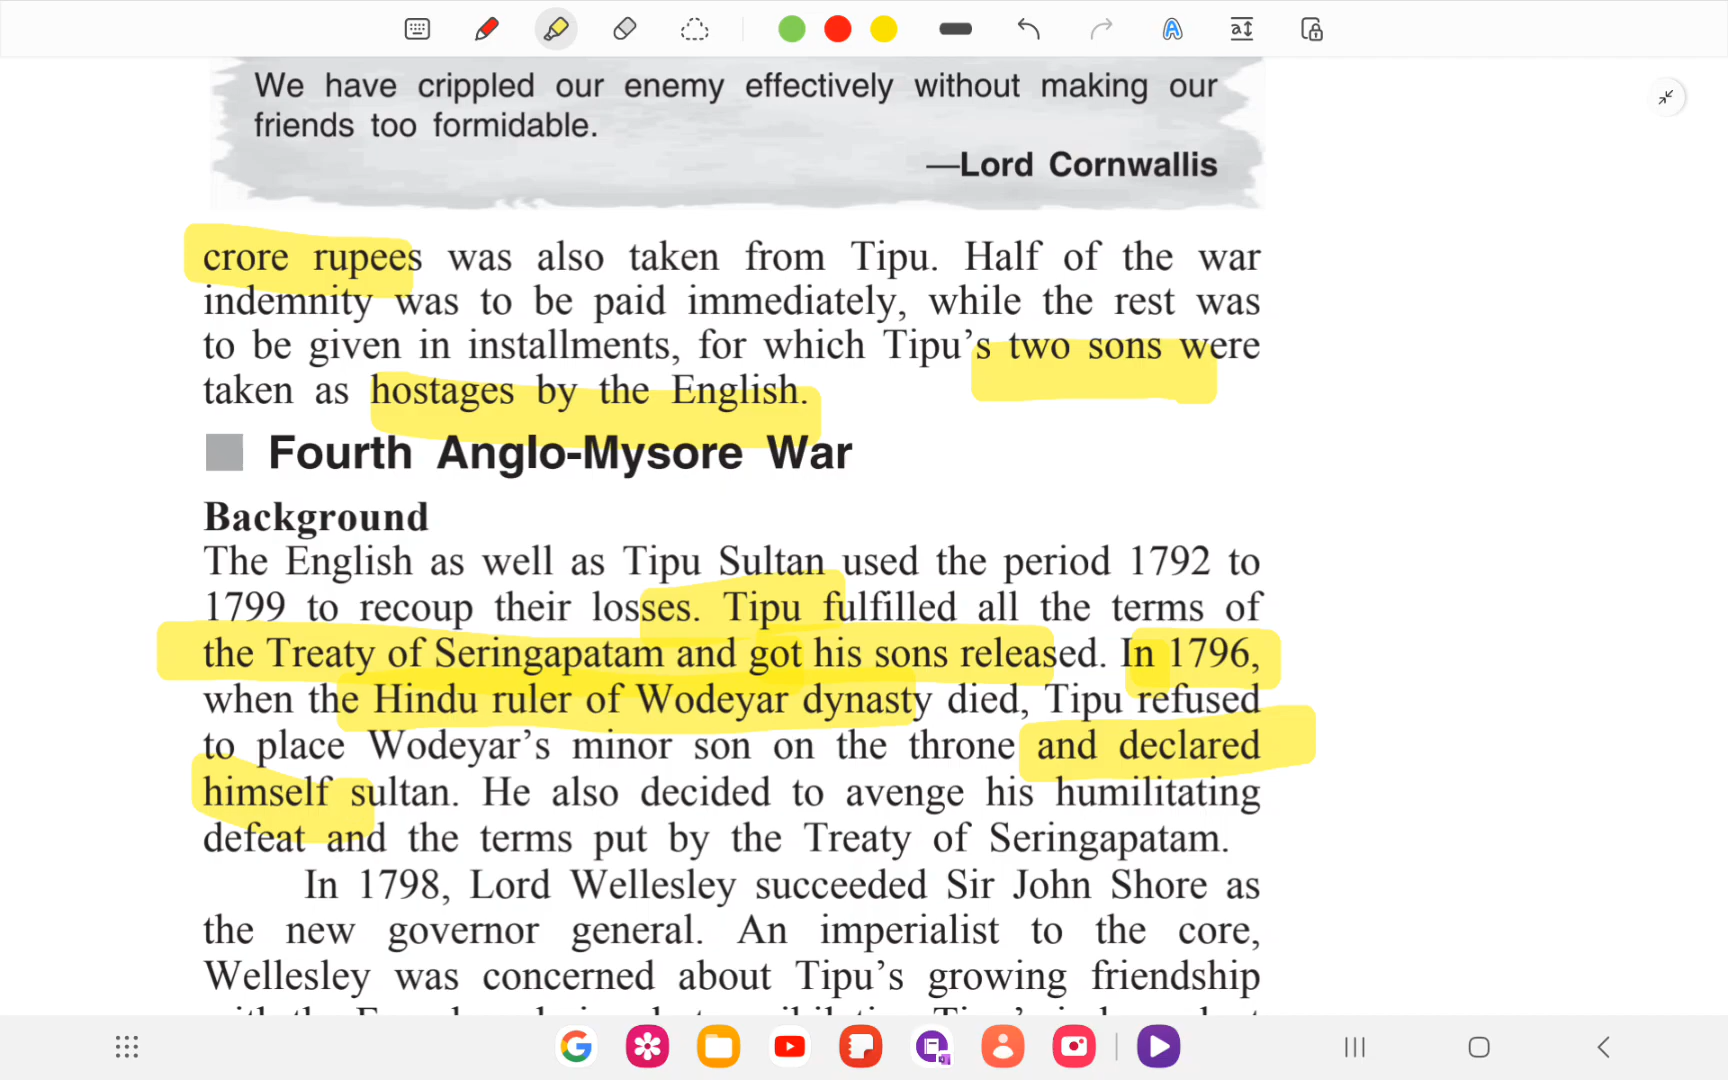 We have crippled our enemy effectively without making our
friends too formidable.
—Lord Cornwallis
crore rupees was also taken from Tipu. Half of the war
indemnity was to be paid immediately, while the rest was
to be given in installments, for which Tipu’s two sons were
taken as hostages by the English.
Fourth Anglo-Mysore War
Background
The English as well as Tipu Sultan used the period 1792 to
1799 to recoup their losses. Tipu fulfilled all the terms of
the Treaty of Seringapatam and got his sons released. In 1796,
when the Hindu ruler of Wodeyar dynasty died, Tipu refused
to place Wodeyar’s minor son on the throne and declared
himself sultan. He also decided to avenge his humilitating
defeat and the terms put by the Treaty of Seringapatam.
In 1798, Lord Wellesley succeeded Sir John Shore as
the new governor general. An imperialist to the core,
Wellesley was concerned about Tipu’s growing friendship